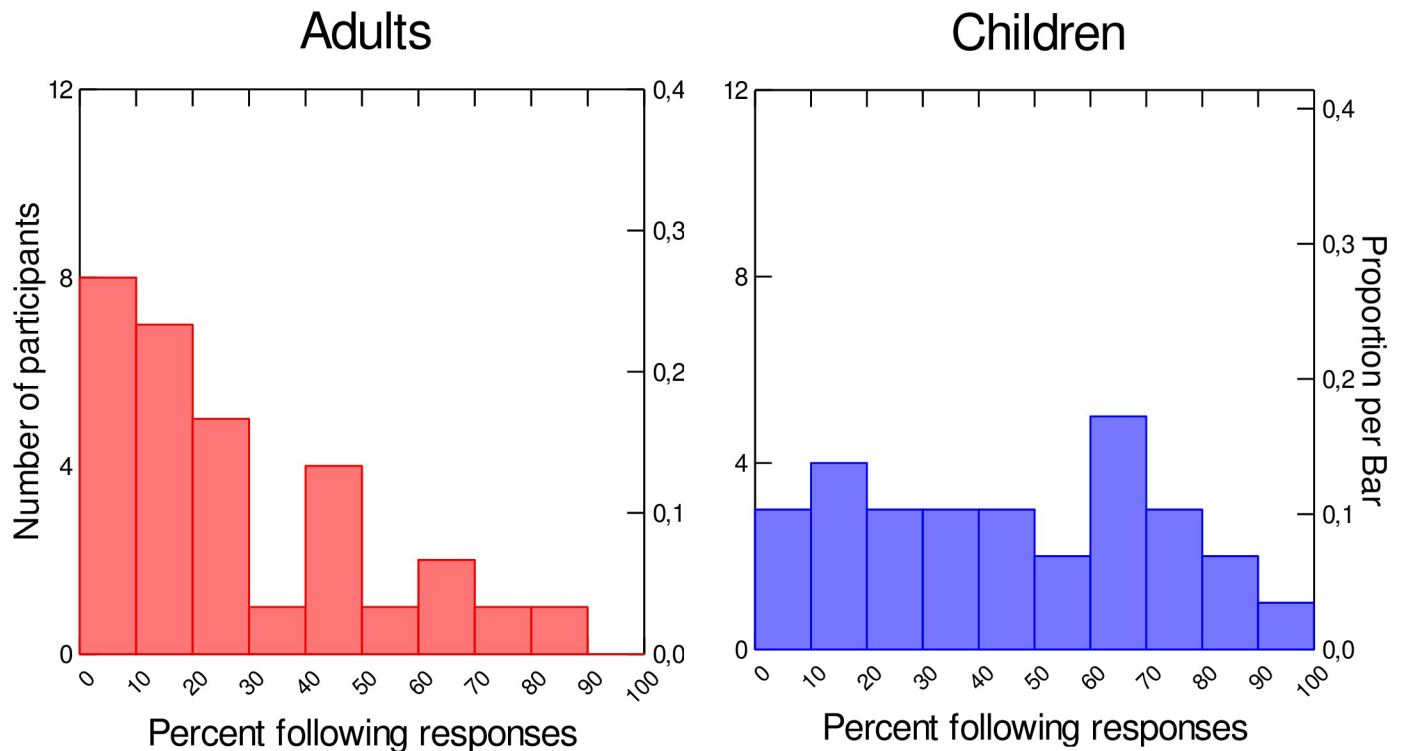 Adults
Number of participants
12
8
4
0
0,4
0,3
0,2
0,1
0,0
0 10 20 30 40 50 60 70 80 90 100
Percent following responses
Children
12
8
4
0
0,4
0,3
0,2
0,1
0,0
Proportion per Bar
0 10 20 30 40 50 60 70 80 90 100
Percent following responses